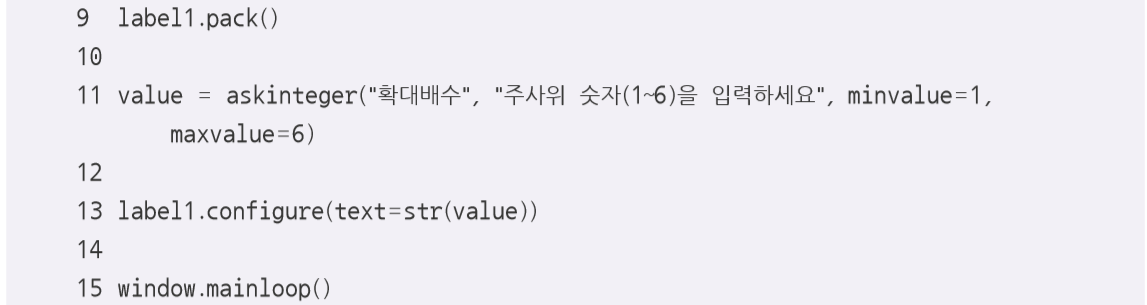 9 label1.pack()
10
11 value = askinteger("확대배수", "주사위 숫자(1~6)을 입력하세요", minvalue=1,
maxvalue=6)
12
13 label1.configure(text=str(value))
14
15 window.mainloop()